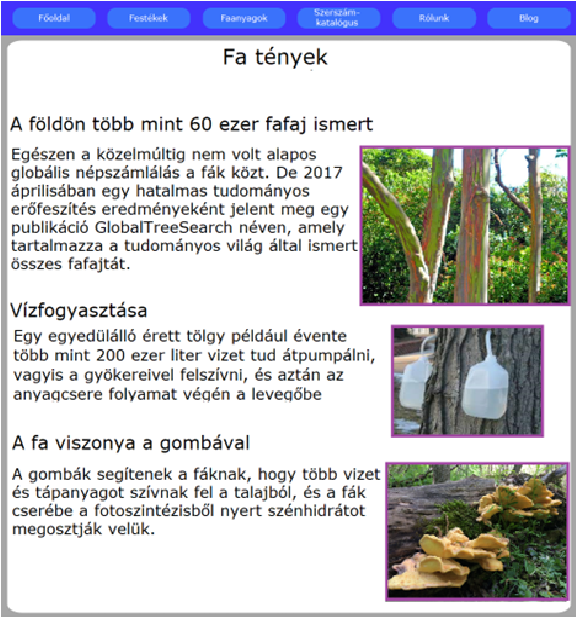 Főoldal
Festékek
Faanyagok
Szerszám-
katalógus
Rólunk
Blog
Fa tények
A földön több mint 60 ezer fafaj ismert
Egészen a közelmúltig nem volt alapos
globális népszámlálás a fák közt. De 2017
áprilisában egy hatalmas tudományos
erőfeszítés eredményeként jelent meg egy
publikáció GlobalTreeSearch néven, amely
tartalmazza a tudományos világ által ismert
összes fafajtát.
Vízfogyasztása
Egy egyedülálló érett tölgy például évente
több mint 200 ezer liter vizet tud átpumpálni,
vagyis a gyökereivel felszívni, és aztán az
anyagcsere folyamat végén a levegőbe
A fa viszonya a gombával
A gombák segítenek a fáknak, hogy több vizet
és tápanyagot szívnak fel a talajból, és a fák
cserébe a fotoszintézisből nyert szénhidrátot
megosztják velük.